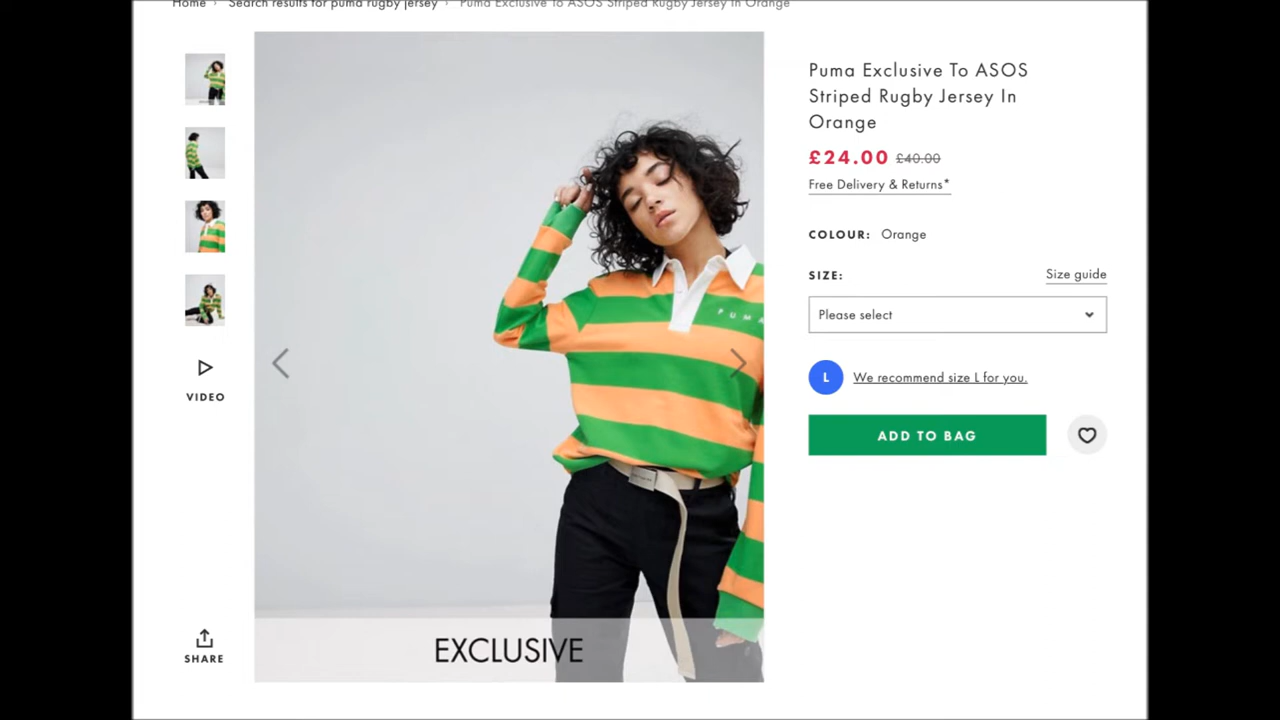 Home › Search results for puma rugby jersey › Puma Exclusive To ASOS Striped Rugby Jersey In Orange
Puma Exclusive To ASOS
Striped Rugby Jersey In
Orange
£24.00 £40.00
Free Delivery & Returns*
COLOUR: Orange
SIZE: Size guide
Please select
L We recommend size L for you.
ADD TO BAG
PUMA
VIDEO
EXCLUSIVE
SHARE